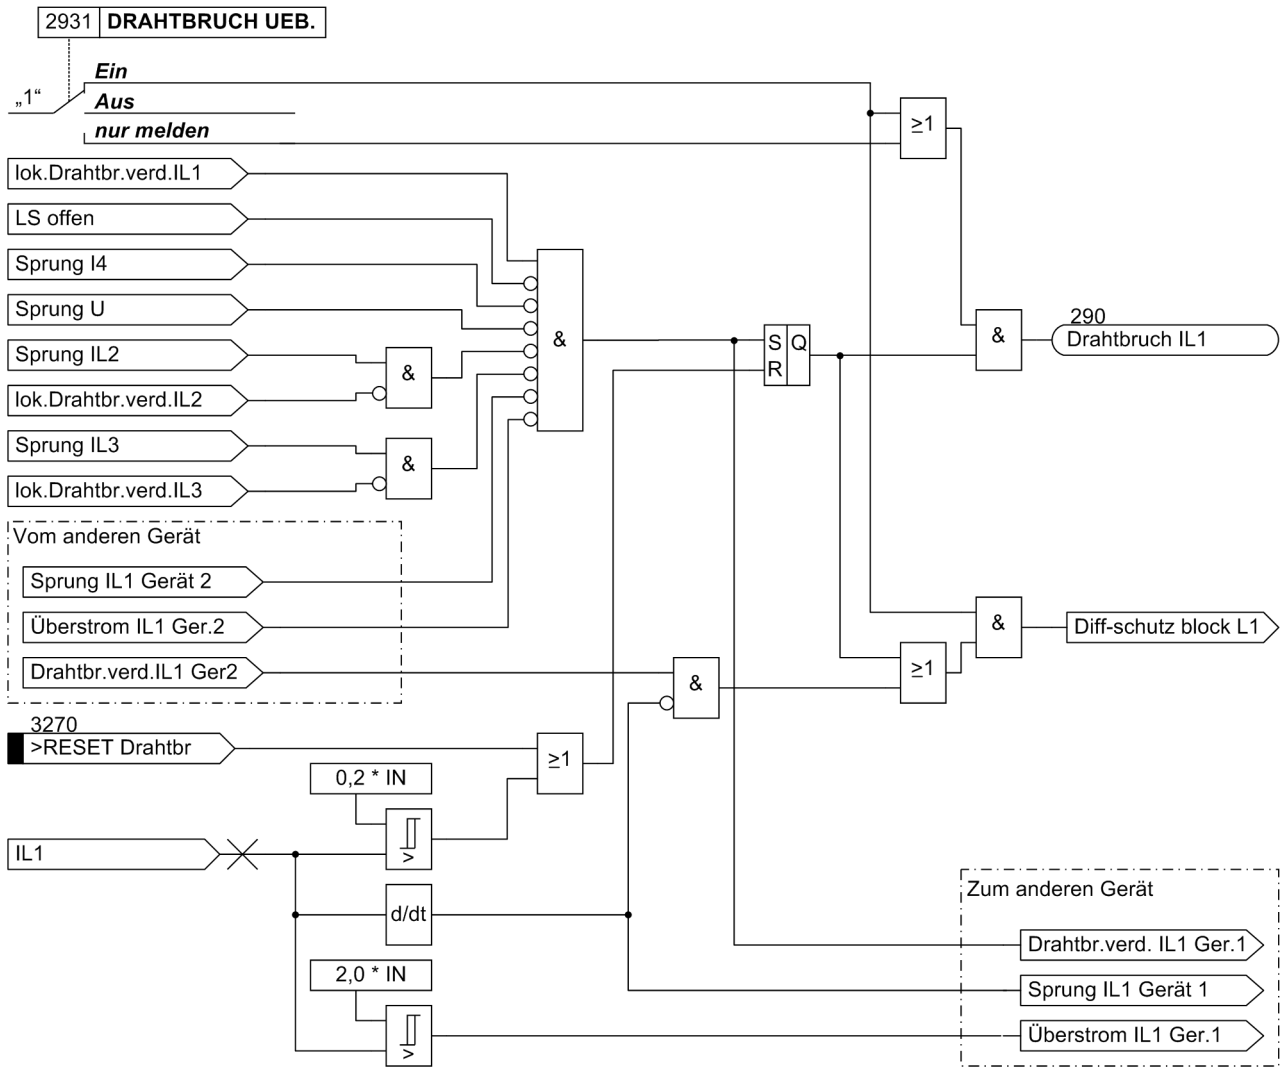 2931 DRAHTBRUCH UEB.
Ein
„1“
Aus
nur melden
≥1
lok.Drahtbr.verd.IL1
LS offen
Sprung I4
Sprung U
Sprung IL2
lok.Drahtbr.verd.IL2
Sprung IL3
lok.Drahtbr.verd.IL3
&
&
&
S Q
R
&
290
Drahtbruch IL1
Vom anderen Gerät
Sprung IL1 Gerät 2
Überstrom IL1 Ger.2
Drahtbr.verd.IL1 Ger2
&
≥1
&
Diff-schutz block L1
3270
>RESET Drahtbr
≥1
0,2 * IN
>
IL1
d/dt
2,0 * IN
>
Zum anderen Gerät
Drahtbr.verd. IL1 Ger.1
Sprung IL1 Gerät 1
Überstrom IL1 Ger.1